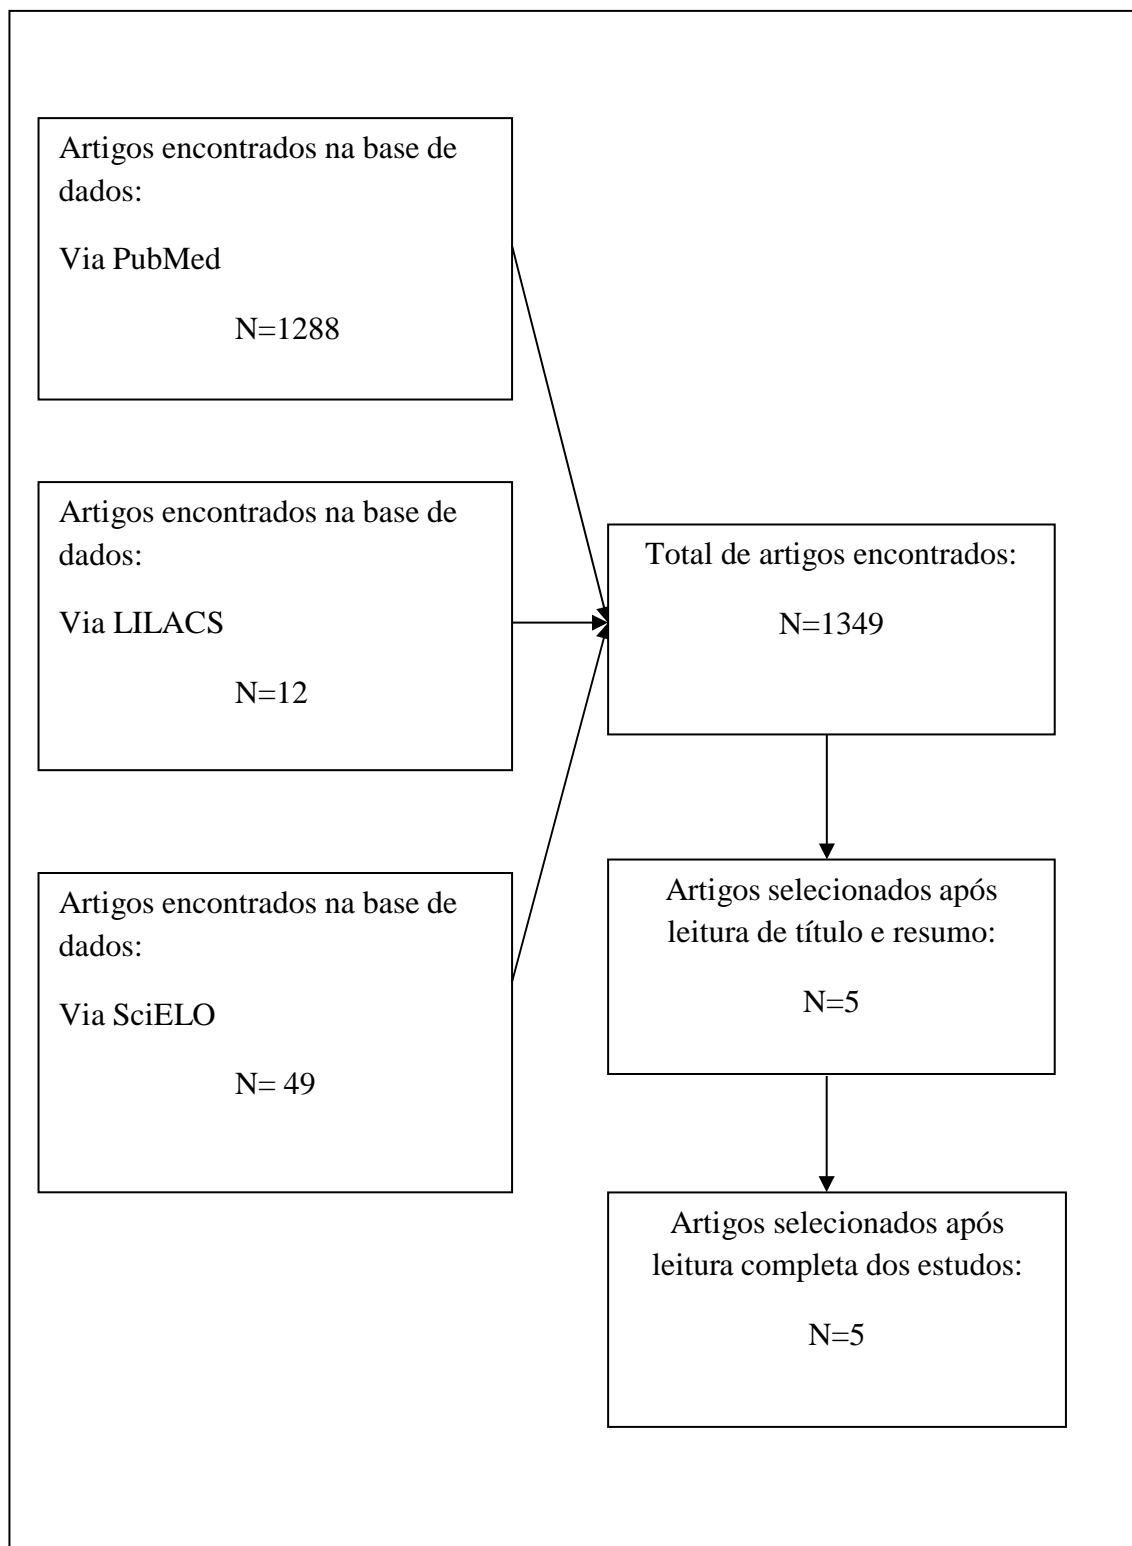 Artigos encontrados na base de
dados:
Via PubMed
N=1288
Artigos encontrados na base de
dados:
Via LILACS
N=12
Artigos encontrados na base de
dados:
Via SciELO
N= 49
Total de artigos encontrados:
N=1349
Artigos selecionados após
leitura de título e resumo:
N=5
Artigos selecionados após
leitura completa dos estudos:
N=5